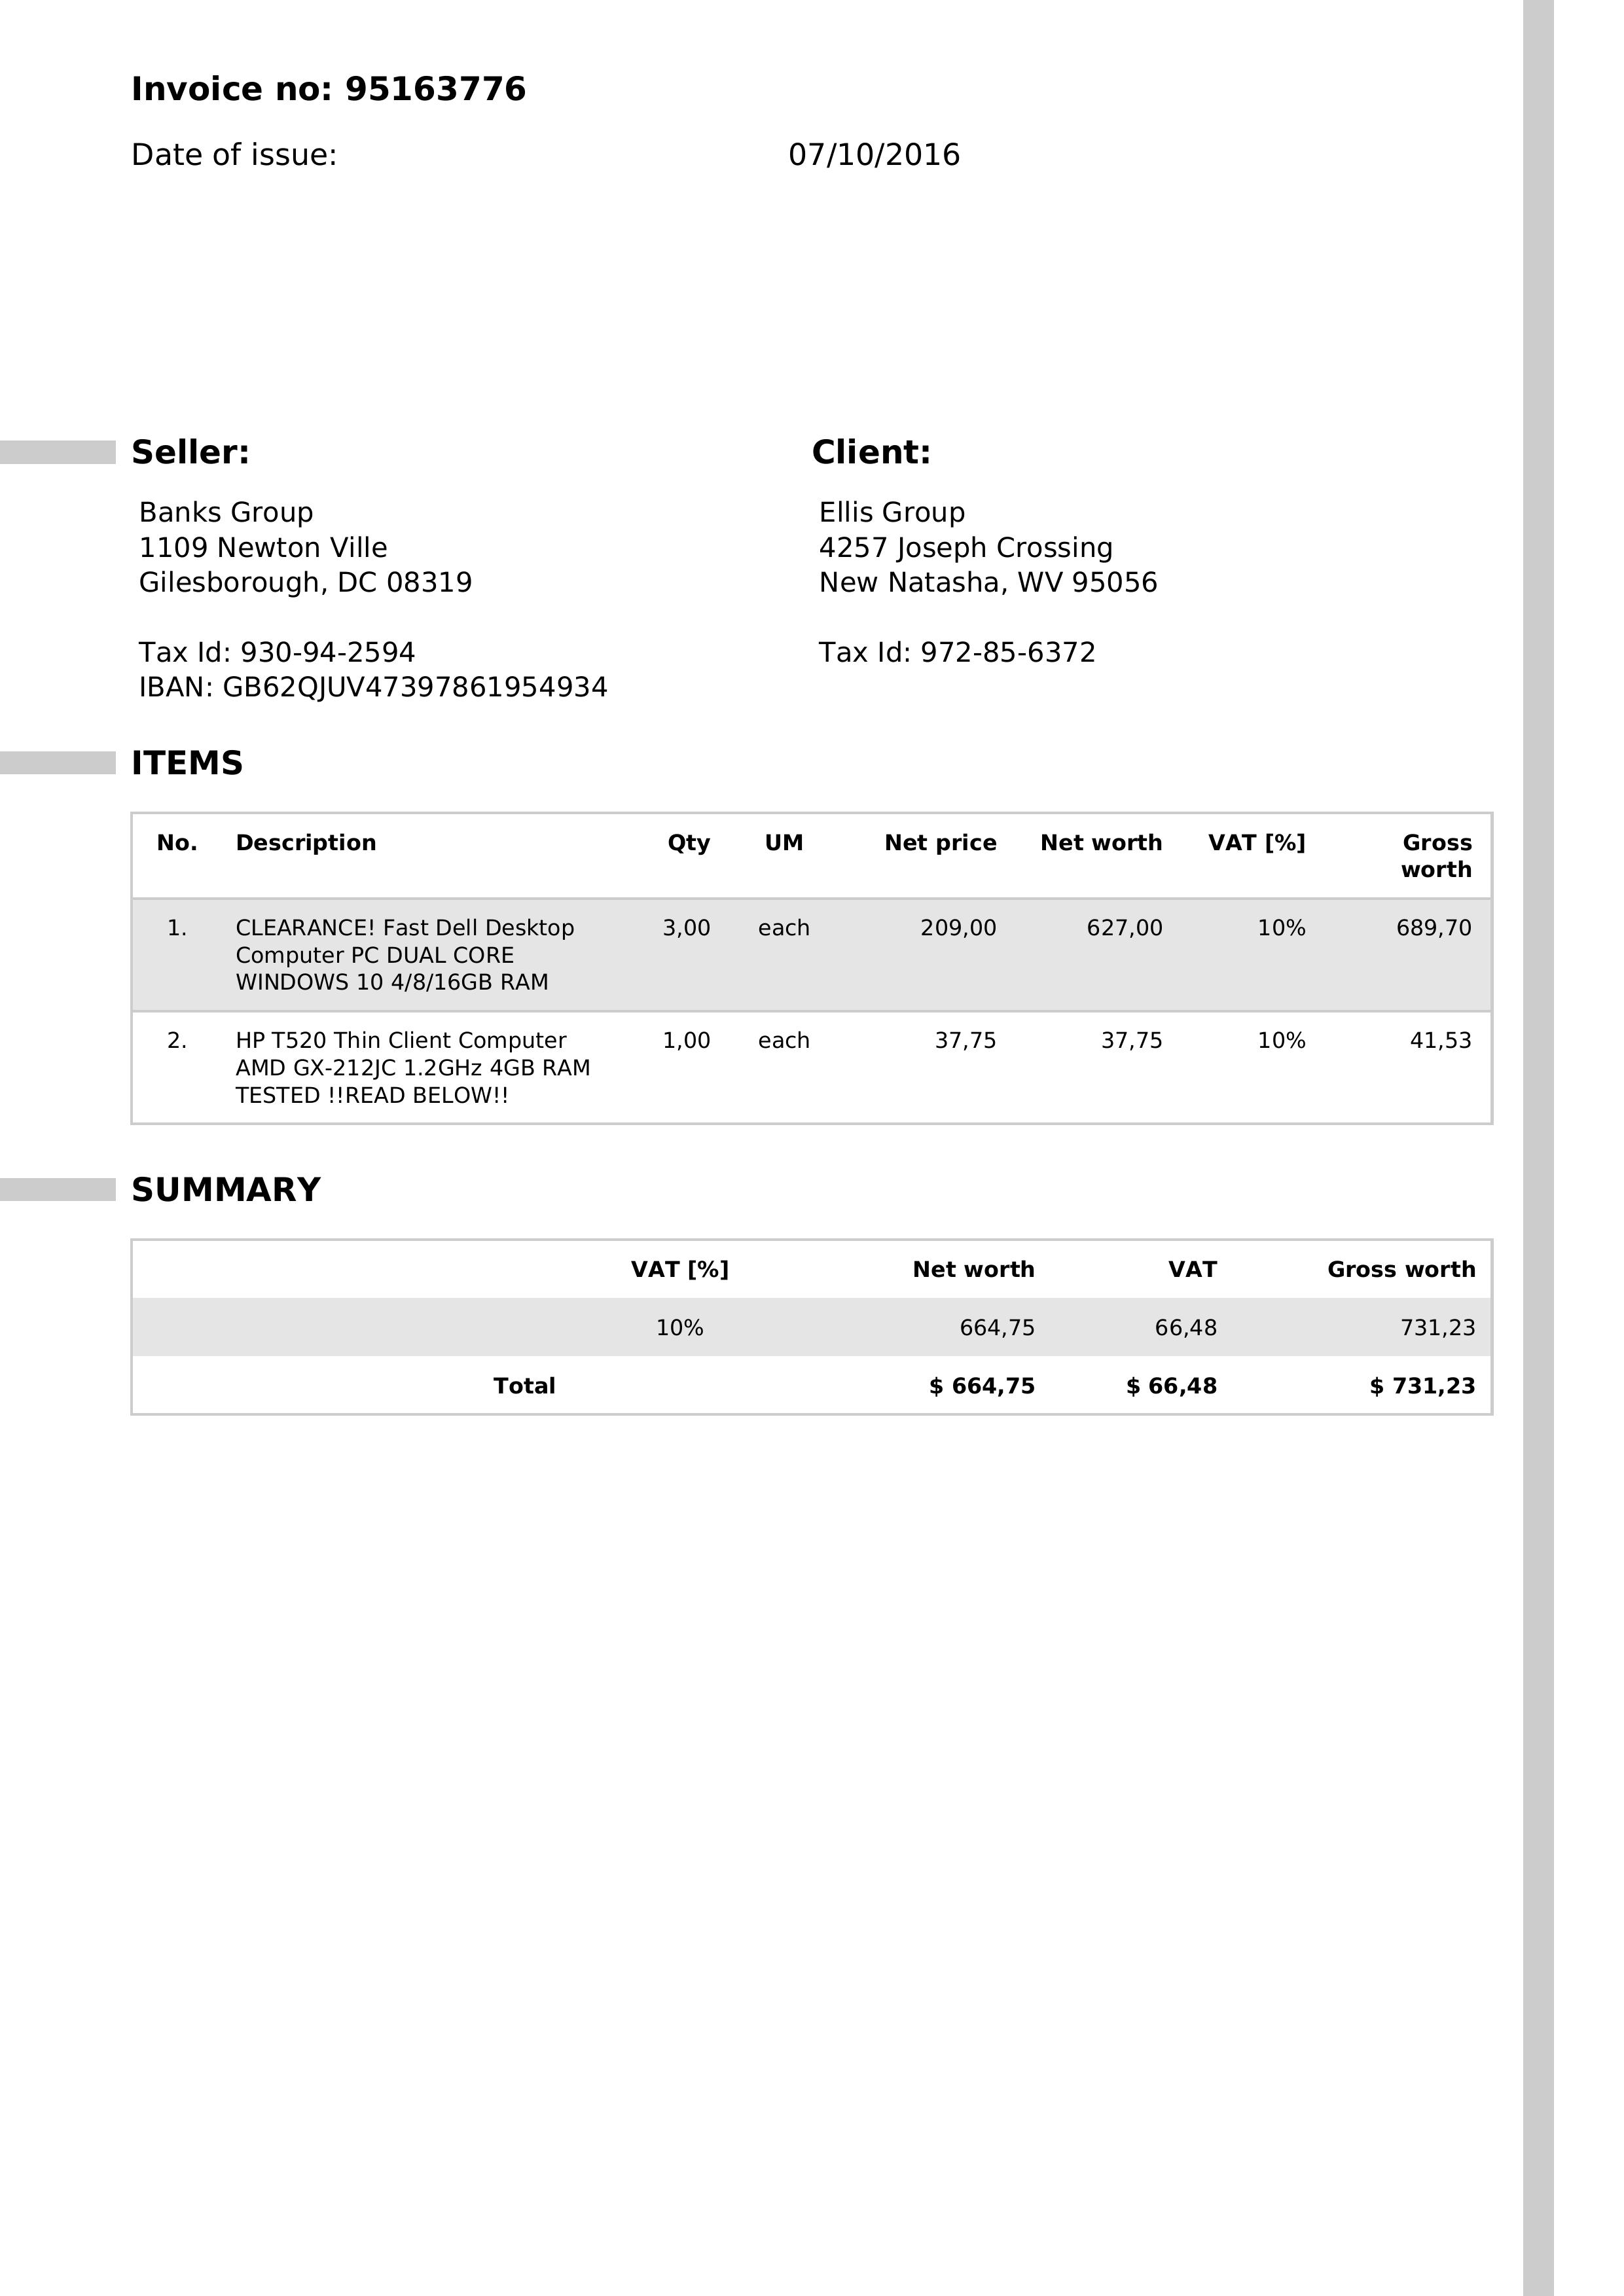 Invoice no: 95163776
Date of issue: 07/10/2016
Seller:
Banks Group
1109 Newton Ville
Gilesborough, DC 08319
Tax Id: 930-94-2594
IBAN: GB62QJUV47397861954934
Client:
Ellis Group
4257 Joseph Crossing
New Natasha, WV 95056
Tax Id: 972-85-6372
ITEMS
No. Description Qty UM Net price Net worth VAT [%] Gross
worth
1. CLEARANCE! Fast Dell Desktop 3,00 each 209,00 627,00 10% 689,70
Computer PC DUAL CORE
WINDOWS 10 4/8/16GB RAM
2. HP T520 Thin Client Computer 1,00 each 37,75 37,75 10% 41,53
AMD GX-212JC 1.2GHz 4GB RAM
TESTED !!READ BELOW!!
SUMMARY
VAT [%] Net worth VAT Gross worth
10% 664,75 66,48 731,23
Total $ 664,75 $ 66,48 $ 731,23